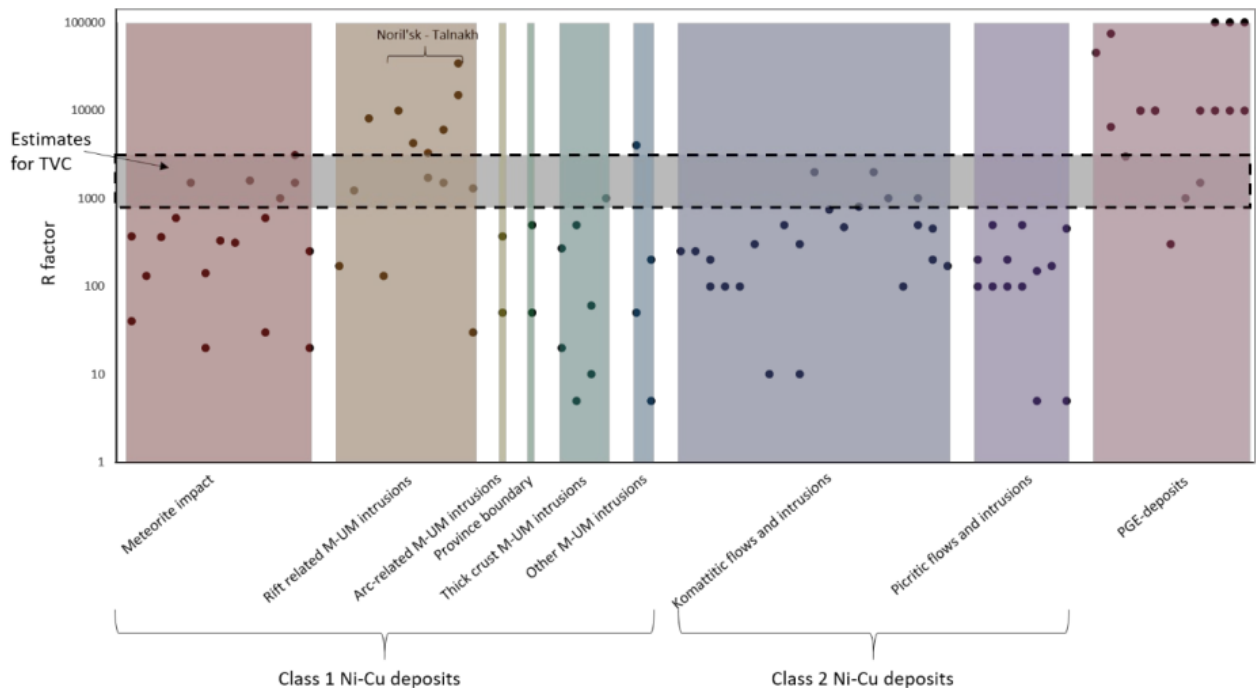 100000
Noril'sk - Talnakh
10000
Estimates
for TVC
1000
R factor
100
10
1
Meteorite impact
Rift related M-UM intrusions
Arc-related M-UM intrusions
Province boundary
Thick crust M-UM intrusions
Other M-UM intrusions
Komattitic flows and intrusions
Picritic flows and intrusions
PGE-deposits
Class 1 Ni-Cu deposits
Class 2 Ni-Cu deposits